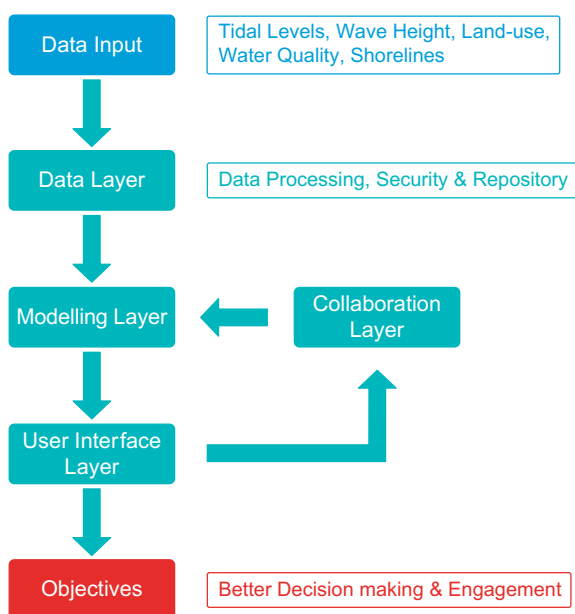 Data Input
Tidal Levels, Wave Height, Land-use,
Water Quality, Shorelines
Data Layer
Data Processing, Security & Repository
Modelling Layer
Collaboration
Layer
User Interface
Layer
Objectives
Better Decision making & Engagement